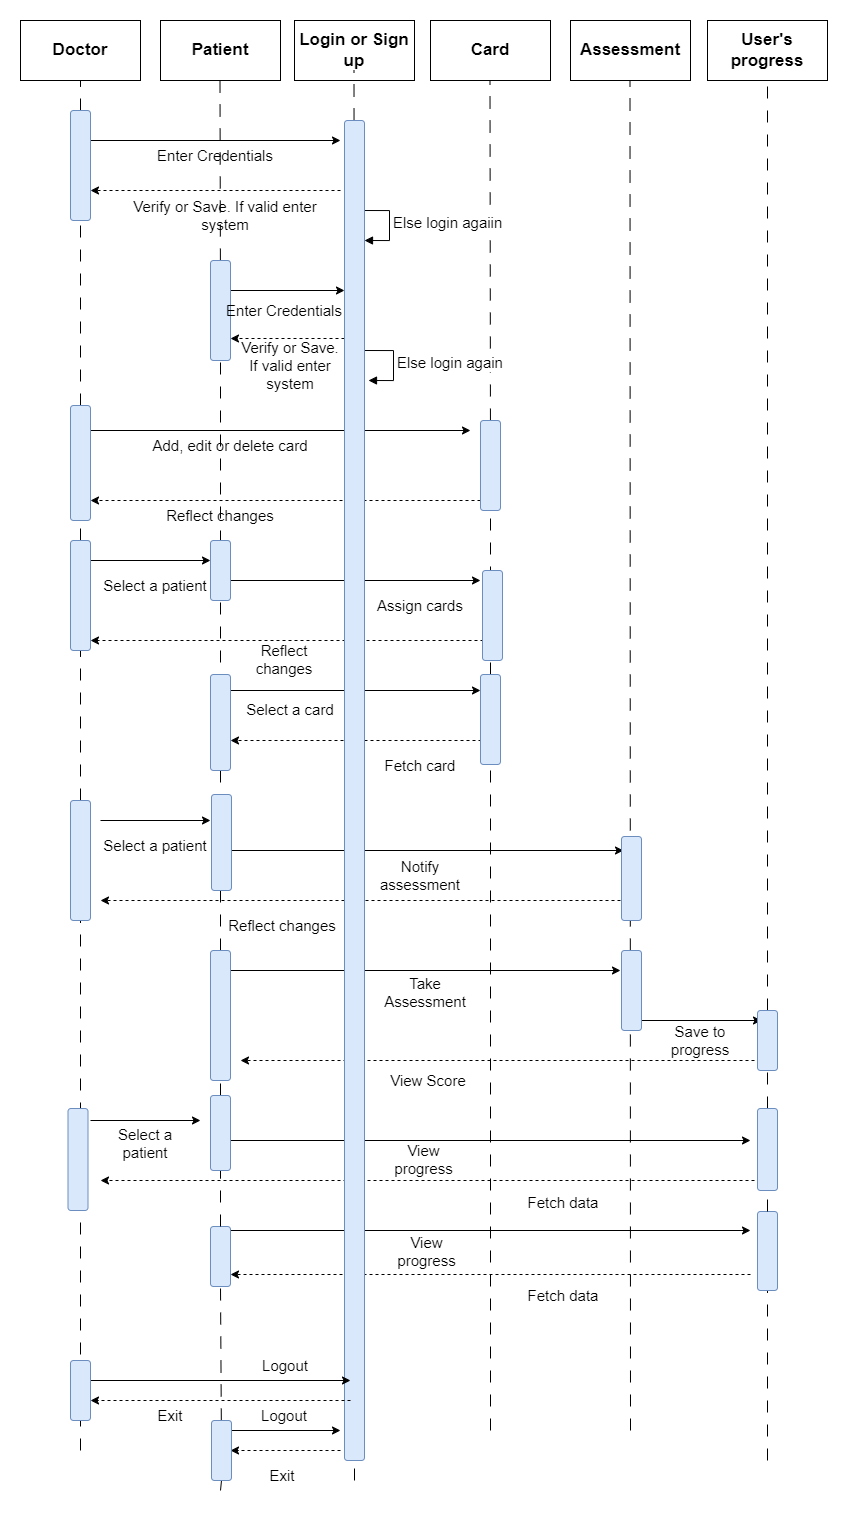 Doctor
Patient
Login or Sign
up
Card
Assessment
User's
progress
Enter Credentials
Verify or Save. If valid enter
system
Else login agaiin
Enter Credentials
Verify or Save.
If valid enter
system
Else login again
Add, edit or delete card
Reflect changes
Select a patient
Assign cards
Reflect
changes
Select a card
Fetch card
Select a patient
Notify
assessment
Reflect changes
Take
Assessment
Save to
progress
View Score
Select a
patient
View
progress
Fetch data
View
progress
Fetch data
Logout
Exit
Logout
Exit